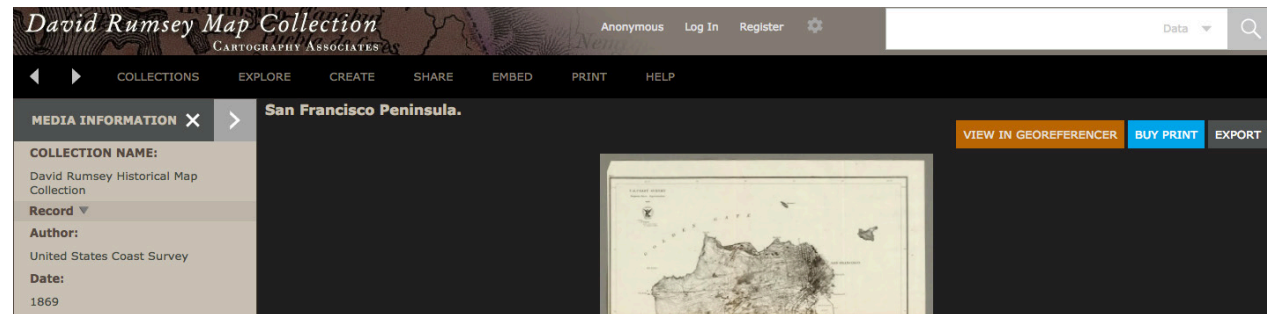 David Rumsey Map Collection
CARTOGRAPHY ASSOCIATES
Anonymous Log In Register
Data
COLLECTIONS EXPLORE CREATE SHARE EMBED PRINT HELP
MEDIA INFORMATION
San Francisco Peninsula.
VIEW IN GEOREFERENCER BUY PRINT EXPORT
COLLECTION NAME:
David Rumsey Historical Map
Collection
Record
Author:
United States Coast Survey
Date:
1869